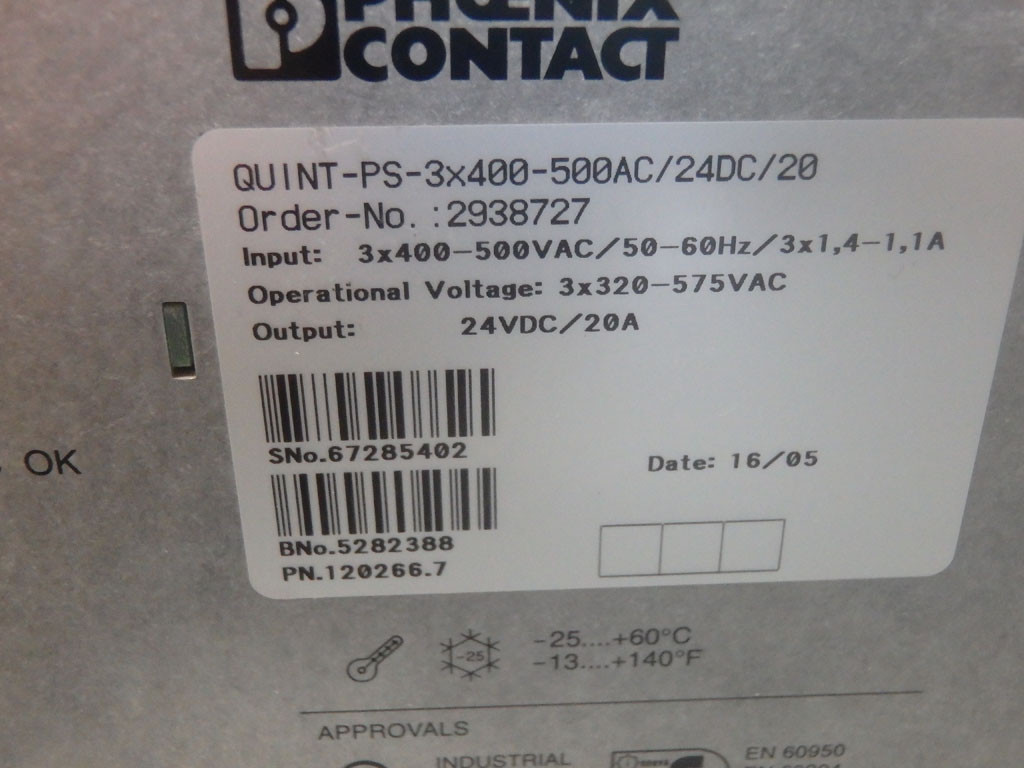 PHOENIX
CONTACT
QUINT-PS-3x400-500AC/24DC/20
Order-No.:2938727
Input: 3x400-500VAC/50-60Hz/3x1,4-1,1A
Operational Voltage: 3x320-575VAC
Output: 24VDC/20A
OK
SNo.67285402
Date: 16/05
BNo.5282388
PN.120266.7
-25
-25....+60°C
-13....+140°F
APPROVALS
INDUSTRIAL
EN 60950